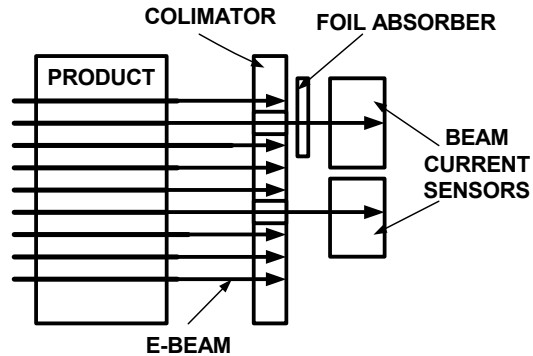 COLIMATOR
FOIL ABSORBER
PRODUCT
BEAM
CURRENT
SENSORS
E-BEAM